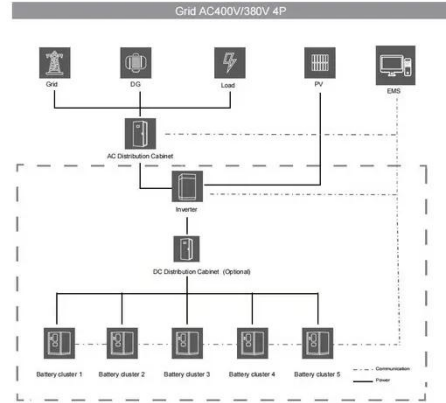 Grid AC400V/380V 4P
Grid
DG
Load
PV
EMS
AC Distribution Cabinet
Inverter
DC Distribution Cabinet (Optional)
Battery cluster 1
Battery cluster 2
Battery cluster 3
Battery cluster 4
Battery cluster 5
Communication
Power